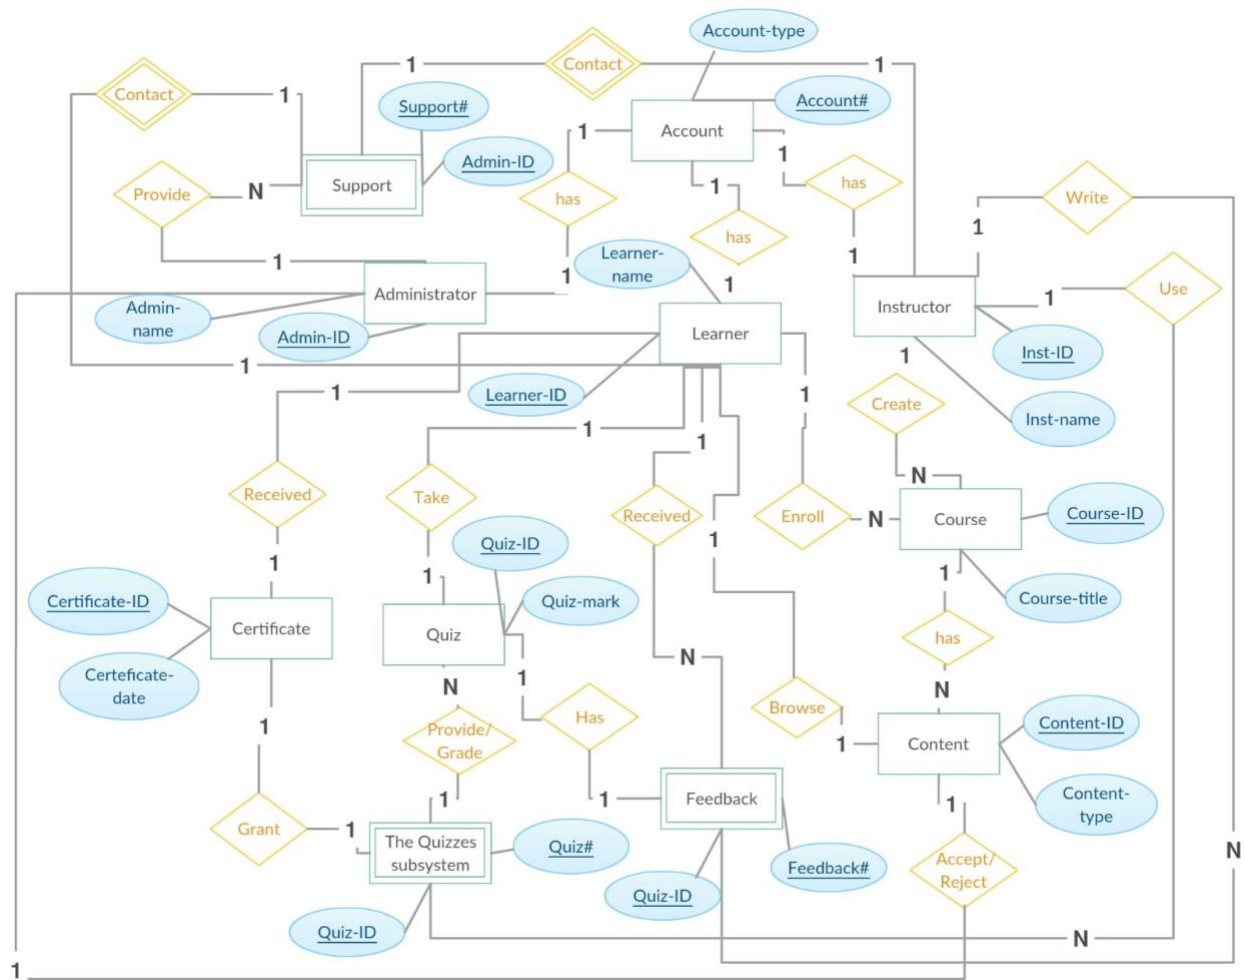 Account-type
1
Contact
1
Contact
1
Support#
Account#
Account
1
1
Admin-ID
Support
Provide
N
has
1
has
Write
has
1
1
Learner-
name
1
1
1
Administrator
Admin-
name
Admin-ID
1
Learner
Instructor
1
Use
Inst-ID
1
1
1
Learner-ID
1
Create
Inst-name
1
1
N
Received
Take
Received
Enroll
N
Course
Course-ID
1
1
1
Quiz-ID
Quiz-mark
1
Course-title
Certificate-ID
Certificate
Quiz
has
Certeficate-
date
N
1
N
N
1
Provide/
Grade
Has
Browse
1
Content
Content-ID
Content-
type
1
1
Feedback
1
Grant
1
The Quizzes
subsystem
Quiz#
Feedback#
Accept/
Reject
N
Quiz-ID
Quiz-ID
N
1